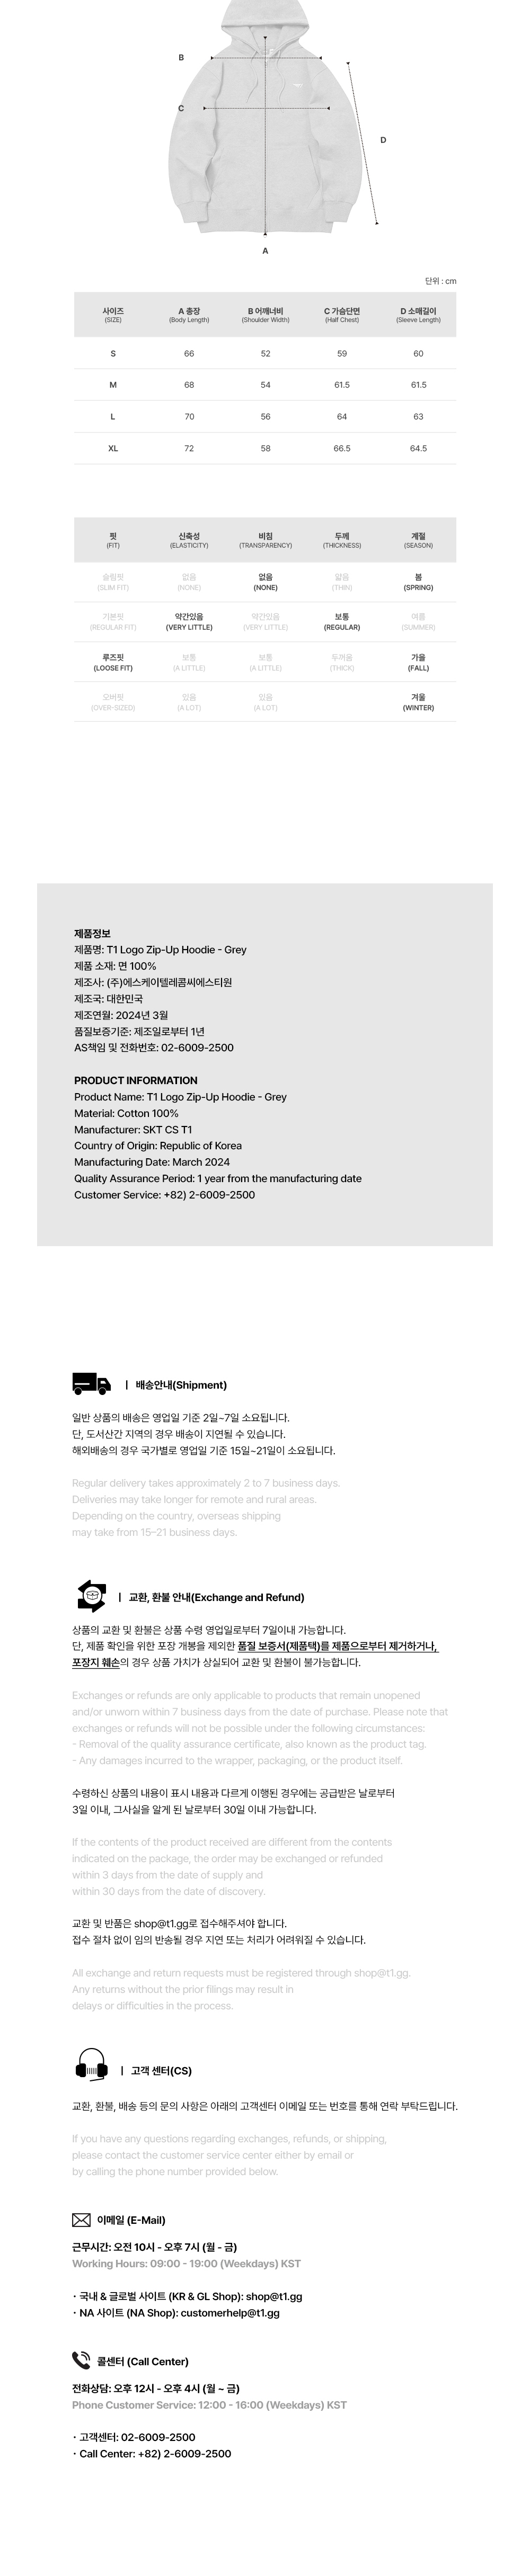 B
C
D
A
단위 : cm
사이즈 A 총장 B 어깨너비 C 가슴단면 D 소매길이
(SIZE) (Body Length) (Shoulder Width) (Half Chest) (Sleeve Length)
S 66 52 59 60
M 68 54 61.5 61.5
L 70 56 64 63
XL 72 58 66.5 64.5
핏 신축성 비침 두께 계절
(FIT) (ELASTICITY) (TRANSPARENCY) (THICKNESS) (SEASON)
슬림핏 없음 없음 얇음 봄
(SLIM FIT) (NONE) (NONE) (THIN) (SPRING)
기본핏 약간있음 약간있음 보통 여름
(REGULAR FIT) (VERY LITTLE) (VERY LITTLE) (REGULAR) (SUMMER)
루즈핏 보통 보통 두꺼움 가을
(LOOSE FIT) (A LITTLE) (A LITTLE) (THICK) (FALL)
오버핏 있음 있음 겨울
(OVER-SIZED) (A LOT) (A LOT) (WINTER)
제품정보
제품명: T1 Logo Zip-Up Hoodie - Grey
제품 소재: 면 100%
제조사: (주)에스케이텔레콤씨에스티원
제조국: 대한민국
제조연월: 2024년 3월
품질보증기준: 제조일로부터 1년
AS책임 및 전화번호: 02-6009-2500
PRODUCT INFORMATION
Product Name: T1 Logo Zip-Up Hoodie - Grey
Material: Cotton 100%
Manufacturer: SKT CS T1
Country of Origin: Republic of Korea
Manufacturing Date: March 2024
Quality Assurance Period: 1 year from the manufacturing date
Customer Service: +82) 2-6009-2500
| 배송안내(Shipment)
일반 상품의 배송은 영업일 기준 2일~7일 소요됩니다.
단, 도서산간 지역의 경우 배송이 지연될 수 있습니다.
해외배송의 경우 국가별로 영업일 기준 15일~21일이 소요됩니다.
Regular delivery takes approximately 2 to 7 business days.
Deliveries may take longer for remote and rural areas.
Depending on the country, overseas shipping
may take from 15–21 business days.
| 교환, 환불 안내(Exchange and Refund)
상품의 교환 및 환불은 상품 수령 영업일로부터 7일이내 가능합니다.
단, 제품 확인을 위한 포장 개봉을 제외한 품질 보증서(제품택)를 제품으로부터 제거하거나,
포장지 훼손의 경우 상품 가치가 상실되어 교환 및 환불이 불가능합니다.
Exchanges or refunds are only applicable to products that remain unopened
and/or unworn within 7 business days from the date of purchase. Please note that
exchanges or refunds will not be possible under the following circumstances:
- Removal of the quality assurance certificate, also known as the product tag.
- Any damages incurred to the wrapper, packaging, or the product itself.
수령하신 상품의 내용이 표시 내용과 다르게 이행된 경우에는 공급받은 날로부터
3일 이내, 그사실을 알게 된 날로부터 30일 이내 가능합니다.
If the contents of the product received are different from the contents
indicated on the package, the order may be exchanged or refunded
within 3 days from the date of supply and
within 30 days from the date of discovery.
교환 및 반품은 shop@t1.gg로 접수해주셔야 합니다.
접수 절차 없이 임의 반송될 경우 지연 또는 처리가 어려워질 수 있습니다.
All exchange and return requests must be registered through shop@t1.gg.
Any returns without the prior filings may result in
delays or difficulties in the process.
| 고객 센터(CS)
교환, 환불, 배송 등의 문의 사항은 아래의 고객센터 이메일 또는 번호를 통해 연락 부탁드립니다.
If you have any questions regarding exchanges, refunds, or shipping,
please contact the customer service center either by email or
by calling the phone number provided below.
이메일 (E-Mail)
근무시간: 오전 10시 - 오후 7시 (월 - 금)
Working Hours: 09:00 - 19:00 (Weekdays) KST
· 국내 & 글로벌 사이트 (KR & GL Shop): shop@t1.gg
· NA 사이트 (NA Shop): customerhelp@t1.gg
콜센터 (Call Center)
전화상담: 오후 12시 - 오후 4시 (월 ~ 금)
Phone Customer Service: 12:00 - 16:00 (Weekdays) KST
· 고객센터: 02-6009-2500
· Call Center: +82) 2-6009-2500